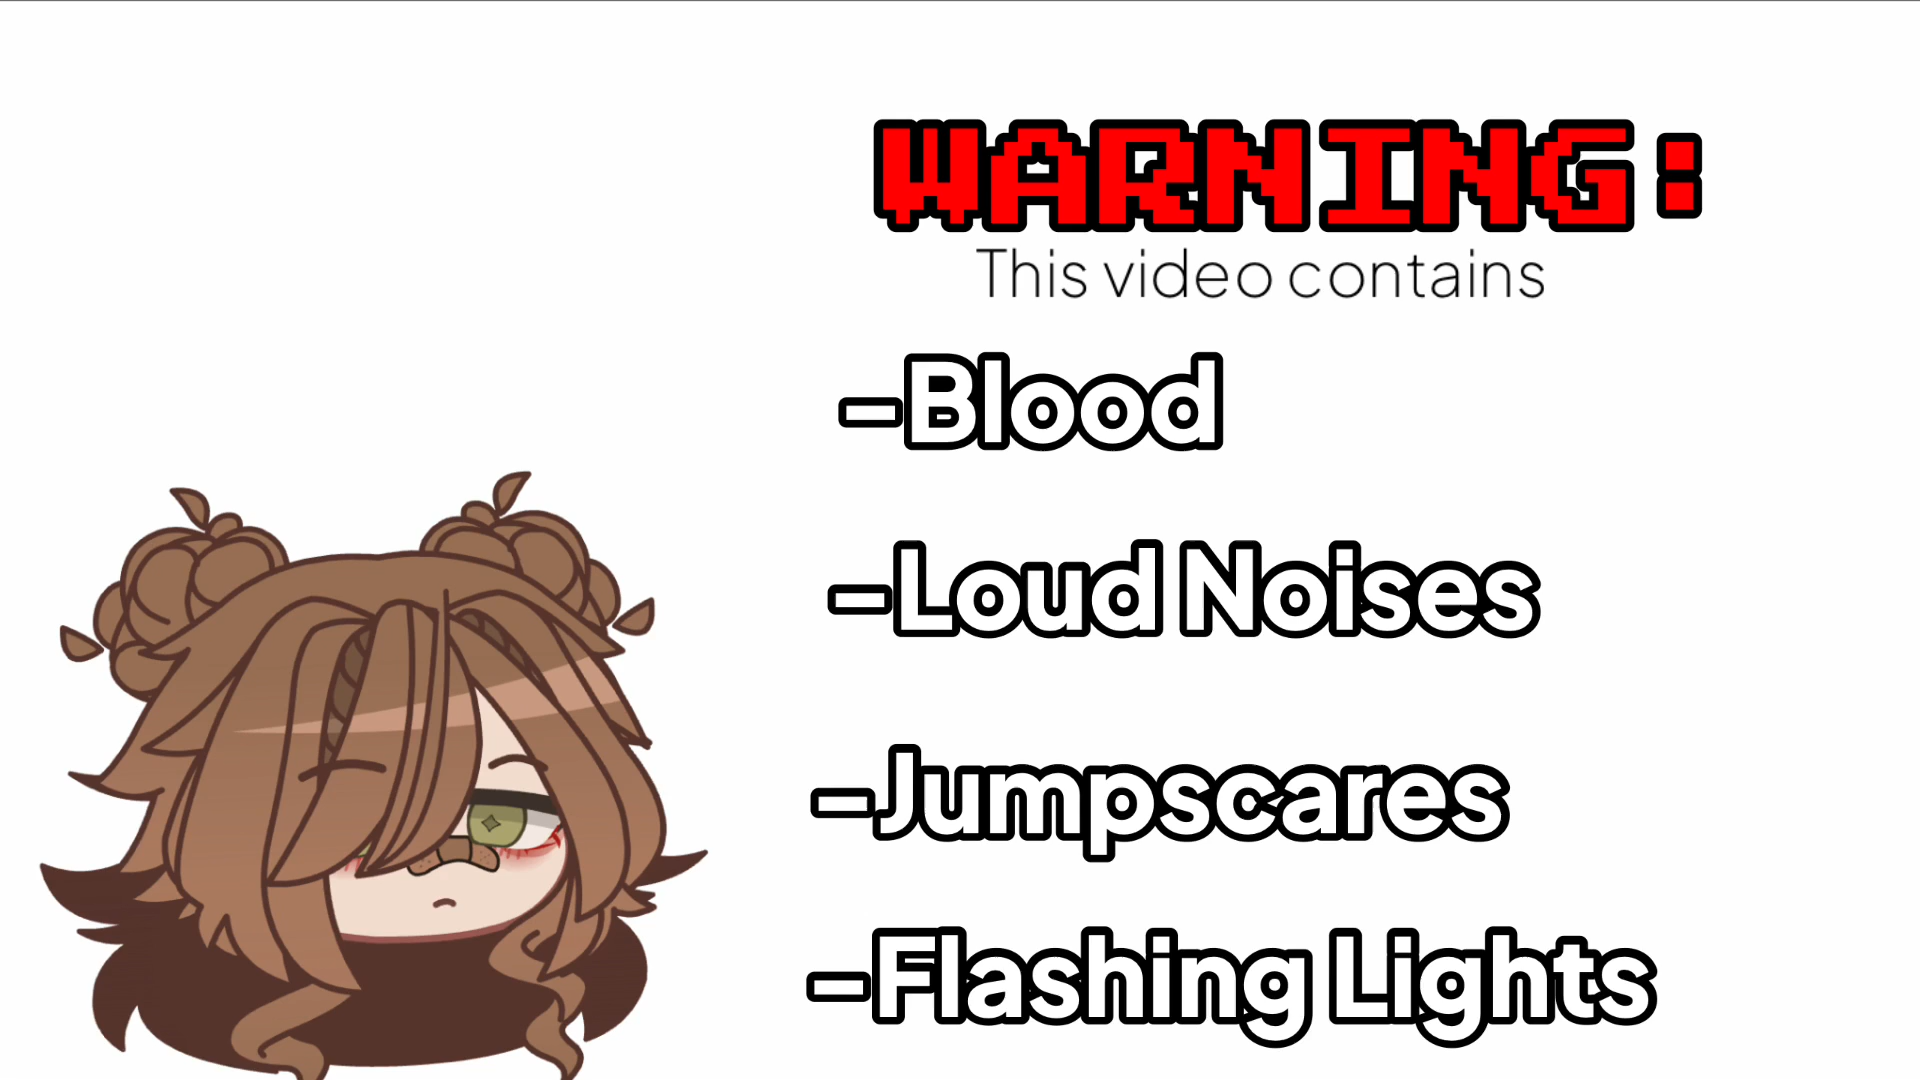 WARNING:
This video contains
-Blood
-Loud Noises
-Jumpscares
-Flashing Lights